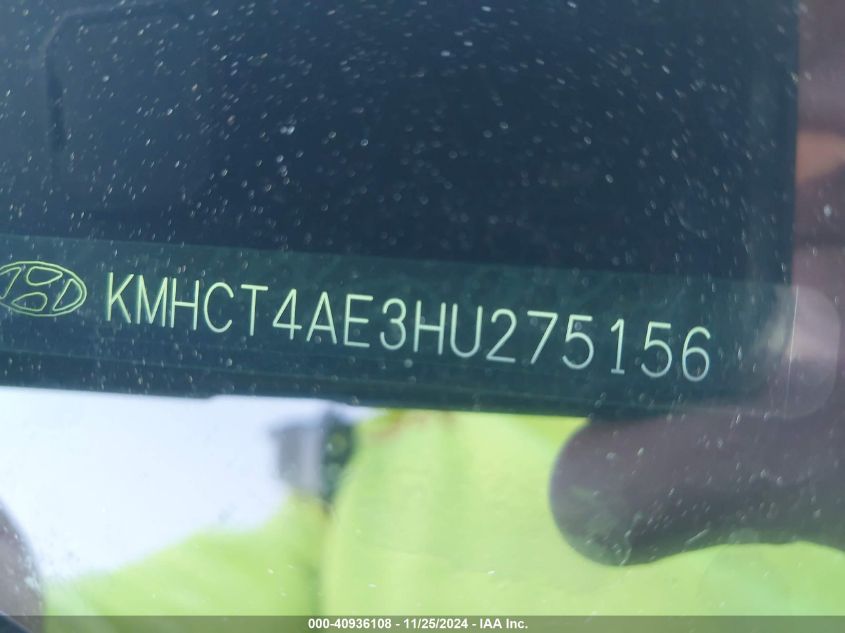 KMHCT4AE3HU275156
000-40936108 - 11/25/2024 - IAA Inc.